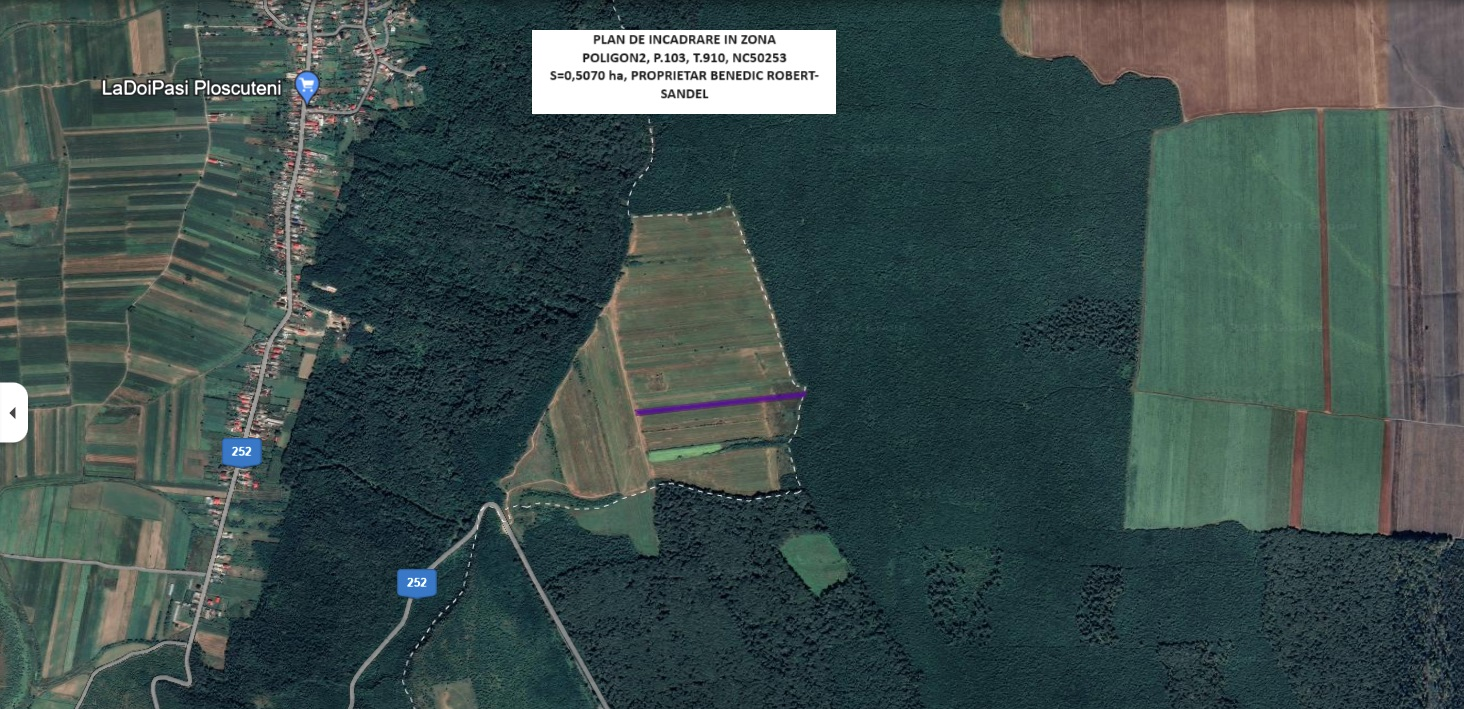 PLAN DE INCADRARE IN ZONA
POLIGON2, P.103, T.910, NC50253
S=0,5070 ha, PROPRIETAR BENEDIC ROBERT-
SANDEL
LaDoiPasi Ploscuteni
252
252